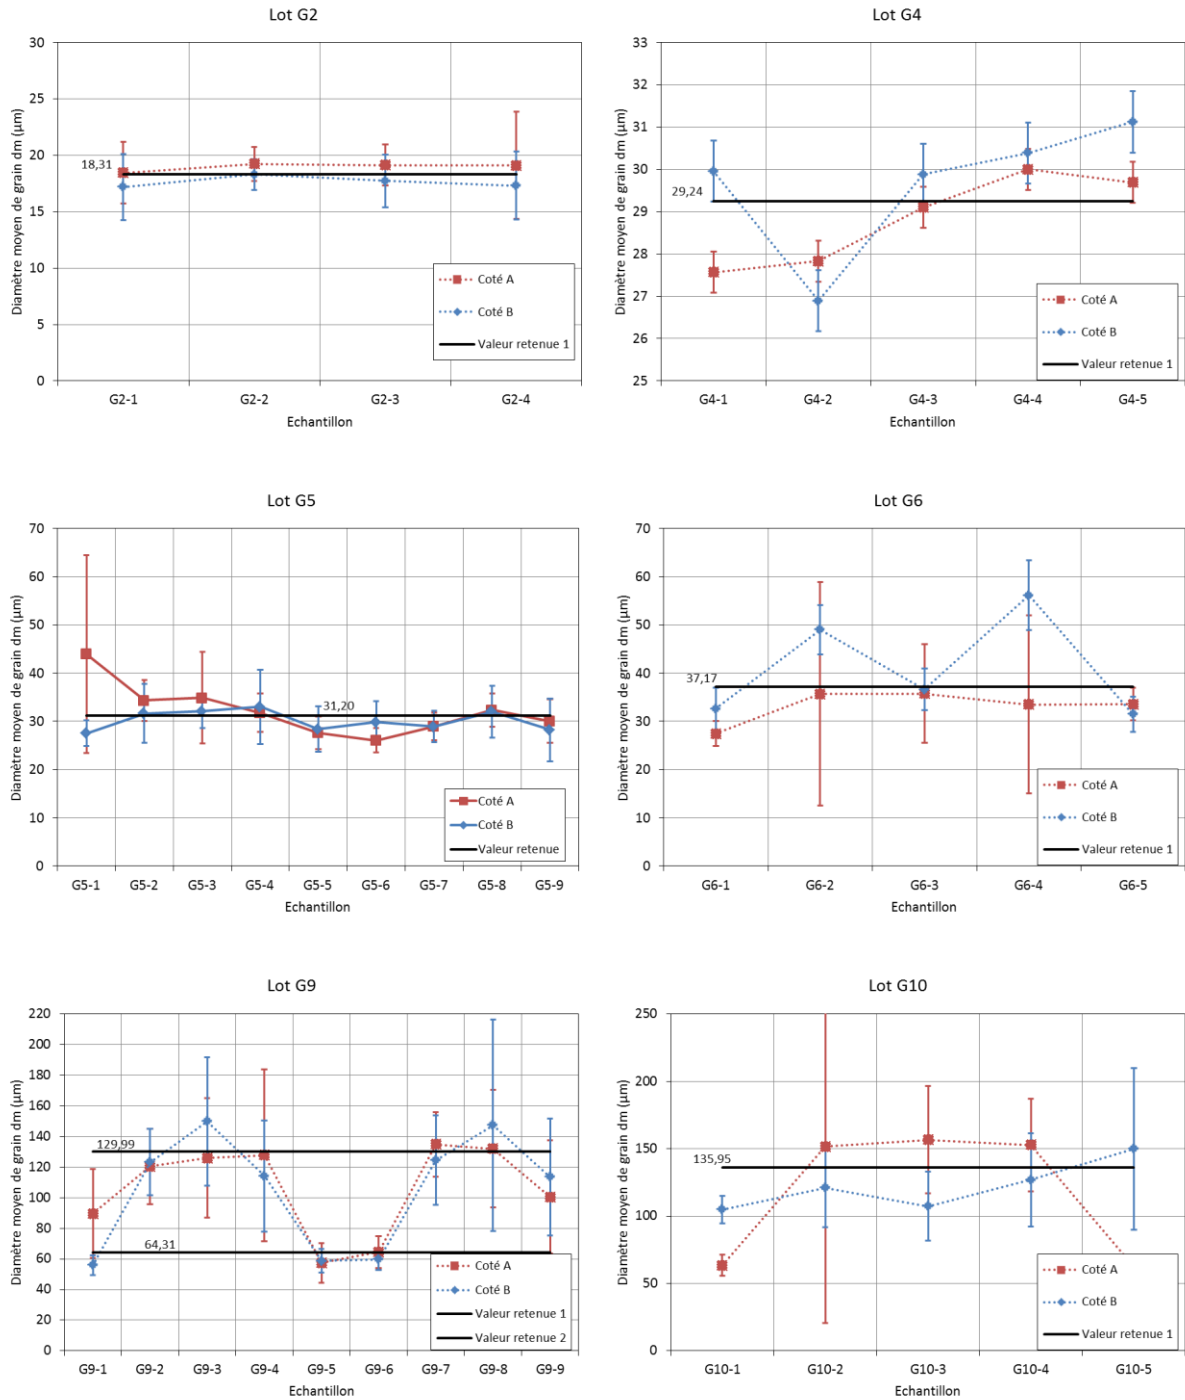 Lot G2
Diamètre moyen de grain dm (µm)
30
25
20
15
10
5
0
18,31
Coté A
Coté B
Valeur retenue 1
G2-1 G2-2 G2-3 G2-4
Echantillon
Lot G4
Diamètre moyen de grain dm (µm)
33
32
31
30
29
28
27
26
25
29,24
Coté A
Coté B
Valeur retenue 1
G4-1 G4-2 G4-3 G4-4 G4-5
Echantillon
Lot G5
Diamètre moyen de grain dm (µm)
70
60
50
40
30
20
10
0
31,20
Coté A
Coté B
Valeur retenue
G5-1 G5-2 G5-3 G5-4 G5-5 G5-6 G5-7 G5-8 G5-9
Echantillon
Lot G6
Diamètre moyen de grain dm (µm)
70
60
50
40
30
20
10
0
37,17
Coté A
Coté B
Valeur retenue 1
G6-1 G6-2 G6-3 G6-4 G6-5
Echantillon
Lot G9
Diamètre moyen de grain dm (µm)
220
200
180
160
140
120
100
80
60
40
20
0
129,99
64,31
Coté A
Coté B
Valeur retenue 1
Valeur retenue 2
G9-1 G9-2 G9-3 G9-4 G9-5 G9-6 G9-7 G9-8 G9-9
Echantillon
Lot G10
Diamètre moyen de grain dm (µm)
250
200
150
100
50
0
135,95
Coté A
Coté B
Valeur retenue 1
G10-1 G10-2 G10-3 G10-4 G10-5
Echantillon